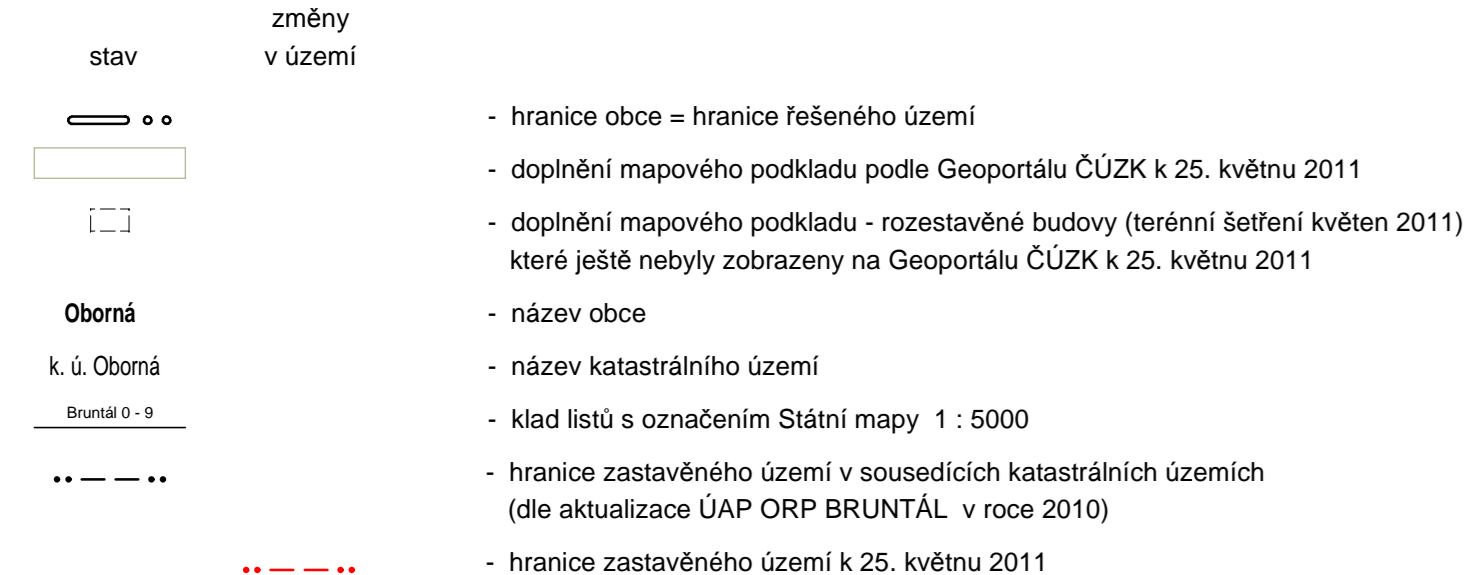 změny
stav v území
- hranice obce = hranice řešeného území
- doplnění mapového podkladu podle Geoportálu ČÚZK k 25. květnu 2011
- doplnění mapového podkladu - rozestavěné budovy (terénní šetření květen 2011)
které ještě nebyly zobrazeny na Geoportálu ČÚZK k 25. květnu 2011
Oborná - název obce
k. ú. Oborná - název katastrálního území
Bruntál 0 - 9 - klad listů s označením Státní mapy 1 : 5000
- hranice zastavěného území v sousedících katastrálních územích
(dle aktualizace ÚAP ORP BRUNTÁL v roce 2010)
- hranice zastavěného území k 25. květnu 2011